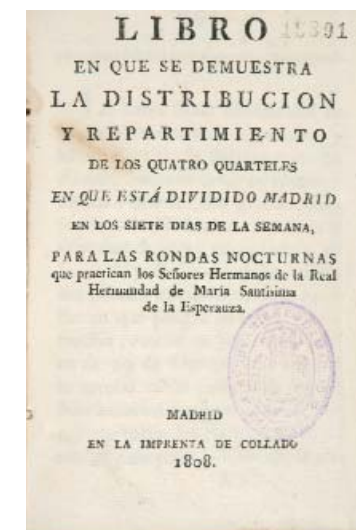 LIBRO
EN QUE SE DEMUESTRA
LA DISTRIBUCION
Y REPARTIMIENTO
DE LOS QUATRO QUARTELES
EN QUE ESTÁ DIVIDIDO MADRID
EN LOS SIETE DIAS DE LA SEMANA,
PARA LAS RONDAS NOCTURNAS
que practican los Señores Hermanos de la Real
Hermandad de Maria Santisima
de la Esperanza.
MADRID
EN LA IMPRENTA DE COLLADO
1808.